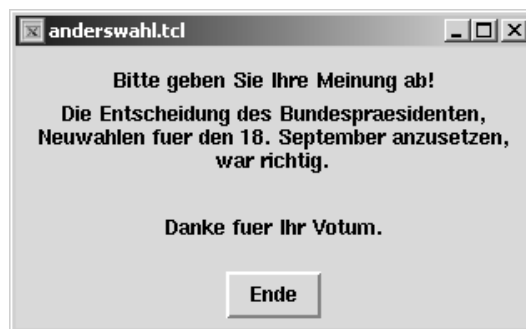 anderswahl.tcl
Bitte geben Sie Ihre Meinung ab!
Die Entscheidung des Bundespraesidenten,
Neuwahlen fuer den 18. September anzusetzen,
war richtig.
Danke fuer Ihr Votum.
Ende